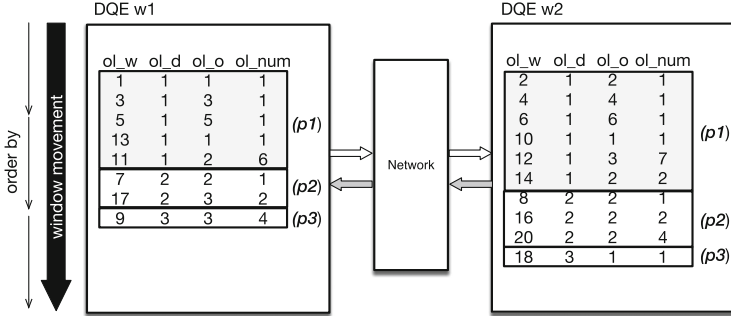 DQE w1
ol_w ol_d ol_o ol_num
1 1 1 1
3 1 3 1
5 1 5 1
13 1 1 1
11 1 2 6
(p1)
7 2 2 1
17 2 3 2
(p2)
9 3 3 4
(p3)
order by
window movement
Network
DQE w2
ol_w ol_d ol_o ol_num
2 1 2 1
4 1 4 1
6 1 6 1
10 1 1 1
12 1 3 7
14 1 2 2
(p1)
8 2 2 1
16 2 2 2
20 2 2 4
(p2)
18 3 1 1
(p3)